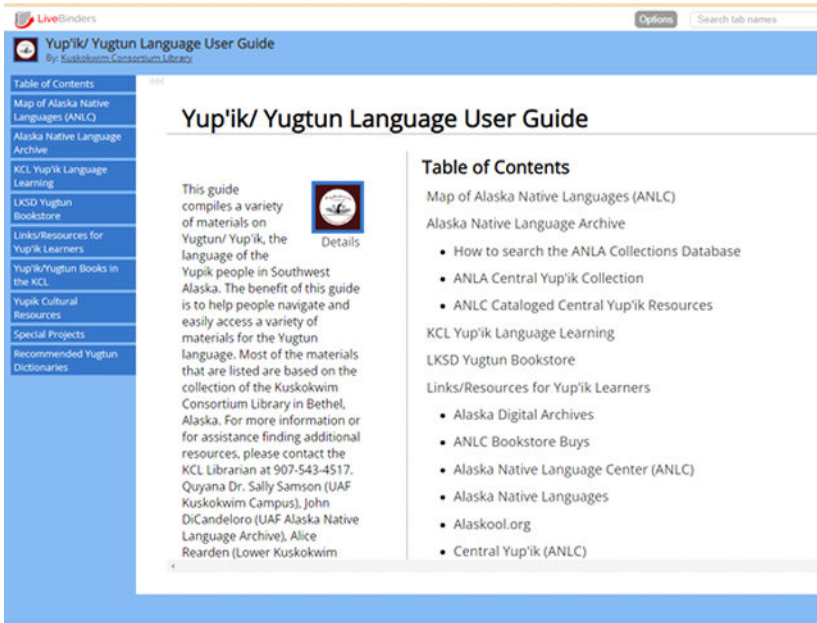 LiveBinders
Options
Search tab names
Yup'ik/ Yugtun Language User Guide
By: Kuskokwim Consortium Library
Table of Contents
Map of Alaska Native
Languages (ANLC)
Alaska Native Language
Archive
KCL Yup'ik Language
Learning
LKSD Yugtun
Bookstore
Links/Resources for
Yup'ik Learners
Yup'ik/Yugtun Books in
the KCL
Yupik Cultural
Resources
Special Projects
Recommended Yugtun
Dictionaries
Yup'ik/ Yugtun Language User Guide
This guide
compiles a variety
of materials on
Yugtun/ Yup'ik, the
language of the
Yupik people in Southwest
Alaska. The benefit of this guide
is to help people navigate and
easily access a variety of
materials for the Yugtun
language. Most of the materials
that are listed are based on the
collection of the Kuskokwim
Consortium Library in Bethel,
Alaska. For more information or
for assistance finding additional
resources, please contact the
KCL Librarian at 907-543-4517.
Quyana Dr. Sally Samson (UAF
Kuskokwim Campus), John
DiCandeloro (UAF Alaska Native
Language Archive), Alice
Rearden (Lower Kuskokwim
Details
Table of Contents
Map of Alaska Native Languages (ANLC)
Alaska Native Language Archive
• How to search the ANLA Collections Database
• ANLA Central Yup'ik Collection
• ANLC Cataloged Central Yup'ik Resources
KCL Yup'ik Language Learning
LKSD Yugtun Bookstore
Links/Resources for Yup'ik Learners
• Alaska Digital Archives
• ANLC Bookstore Buys
• Alaska Native Language Center (ANLC)
• Alaska Native Languages
• Alaskool.org
• Central Yup'ik (ANLC)